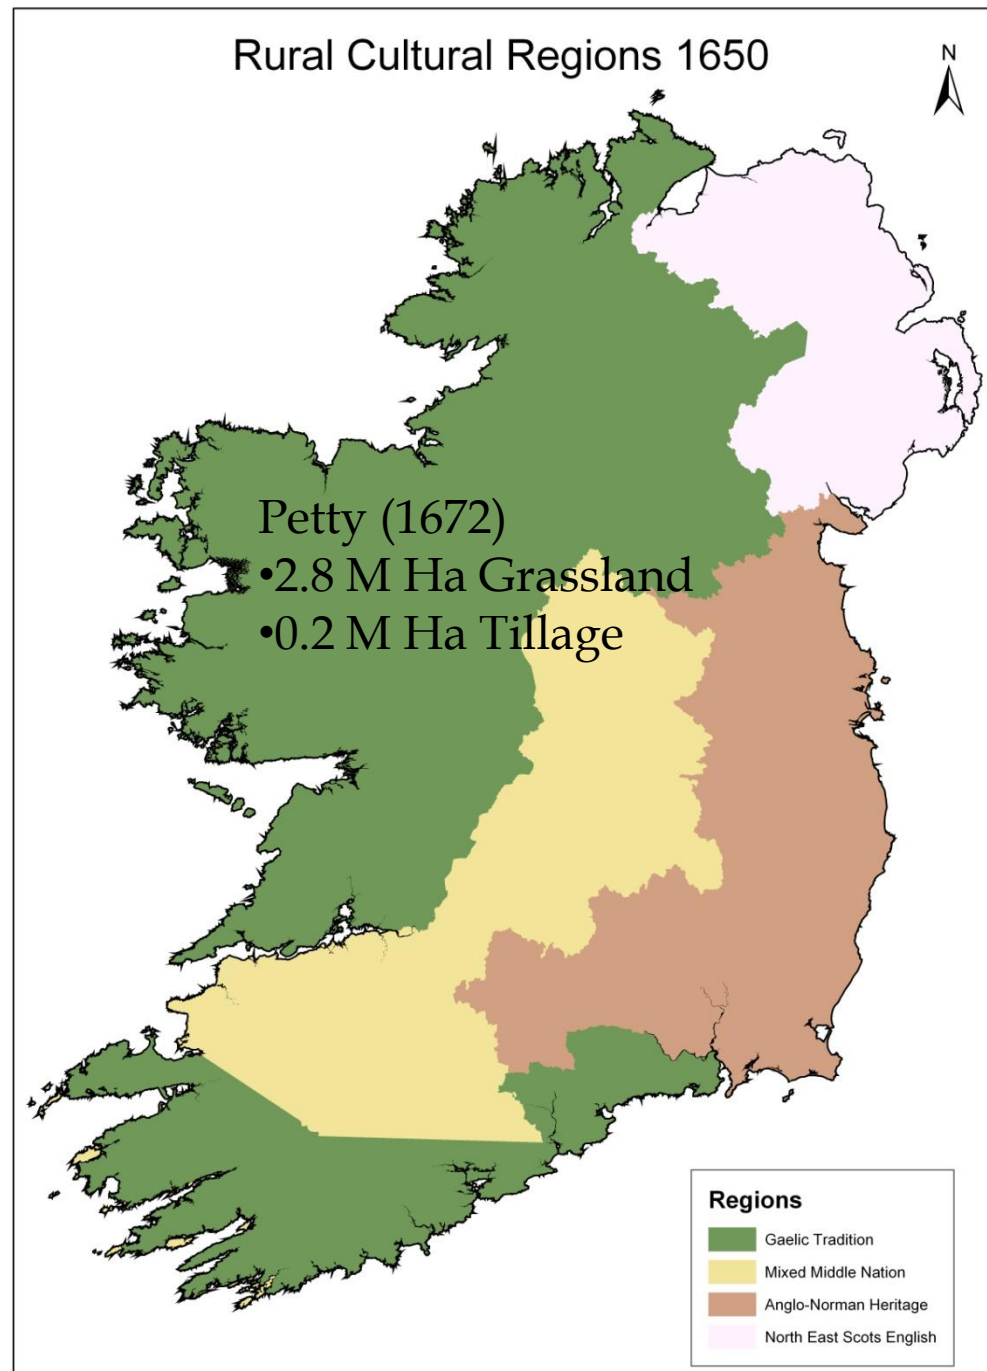 Rural Cultural Regions 1650
N
Petty (1672)
•2.8 M Ha Grassland
•0.2 M Ha Tillage
Regions
Gaelic Tradition
Mixed Middle Nation
Anglo-Norman Heritage
North East Scots English